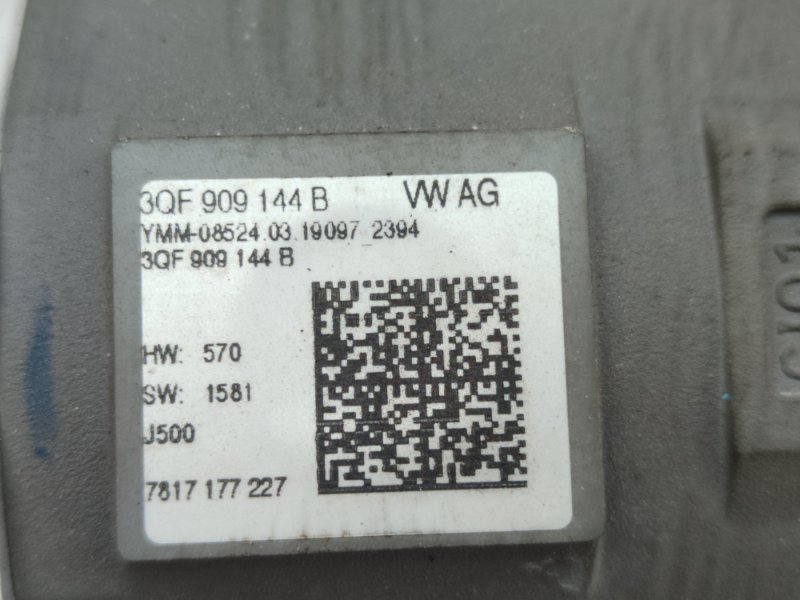 3QF 909 144 B VW AG
YMM-08524.03.19097_2394
3QF 909 144 B
HW: 570
SW: 1581
J500
7817 177 227